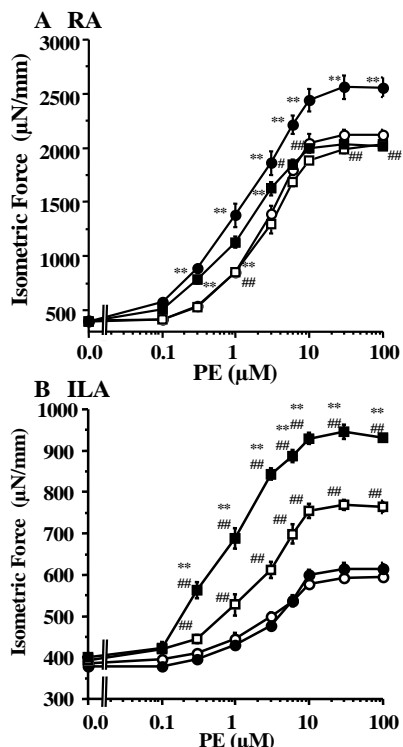 A RA
Isometric Force (μN/mm)
3000
2500
2000
1500
1000
500
** ** ** ** ** ** **
## # ## ##
** ** ** ##
0.0 0.1 1 10 100
PE (μM)
B ILA
Isometric Force (μN/mm)
1000
900
800
700
600
500
400
300
** ## ** ## ** ## ** ## ** ## ** ## ** ##
## ## ## ## ## ## ##
0.0 0.1 1 10 100
PE (μM)